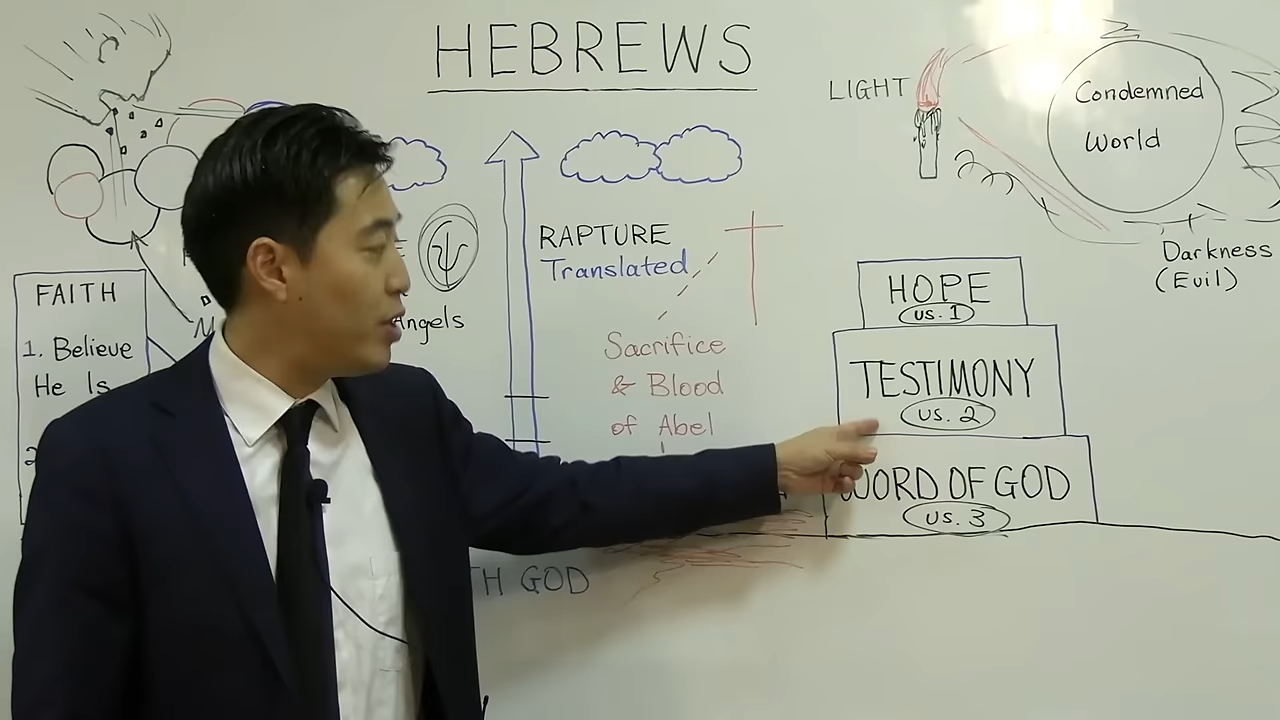 HEBREWS
LIGHT
Condemned
World
Darkness
(Evil)
FAITH
1. Believe
He Is
2
Angels
RAPTURE
Translated
Sacrifice
& Blood
of Abel
HOPE
vs. 1
TESTIMONY
vs. 2
WORD OF GOD
vs. 3
TH GOD